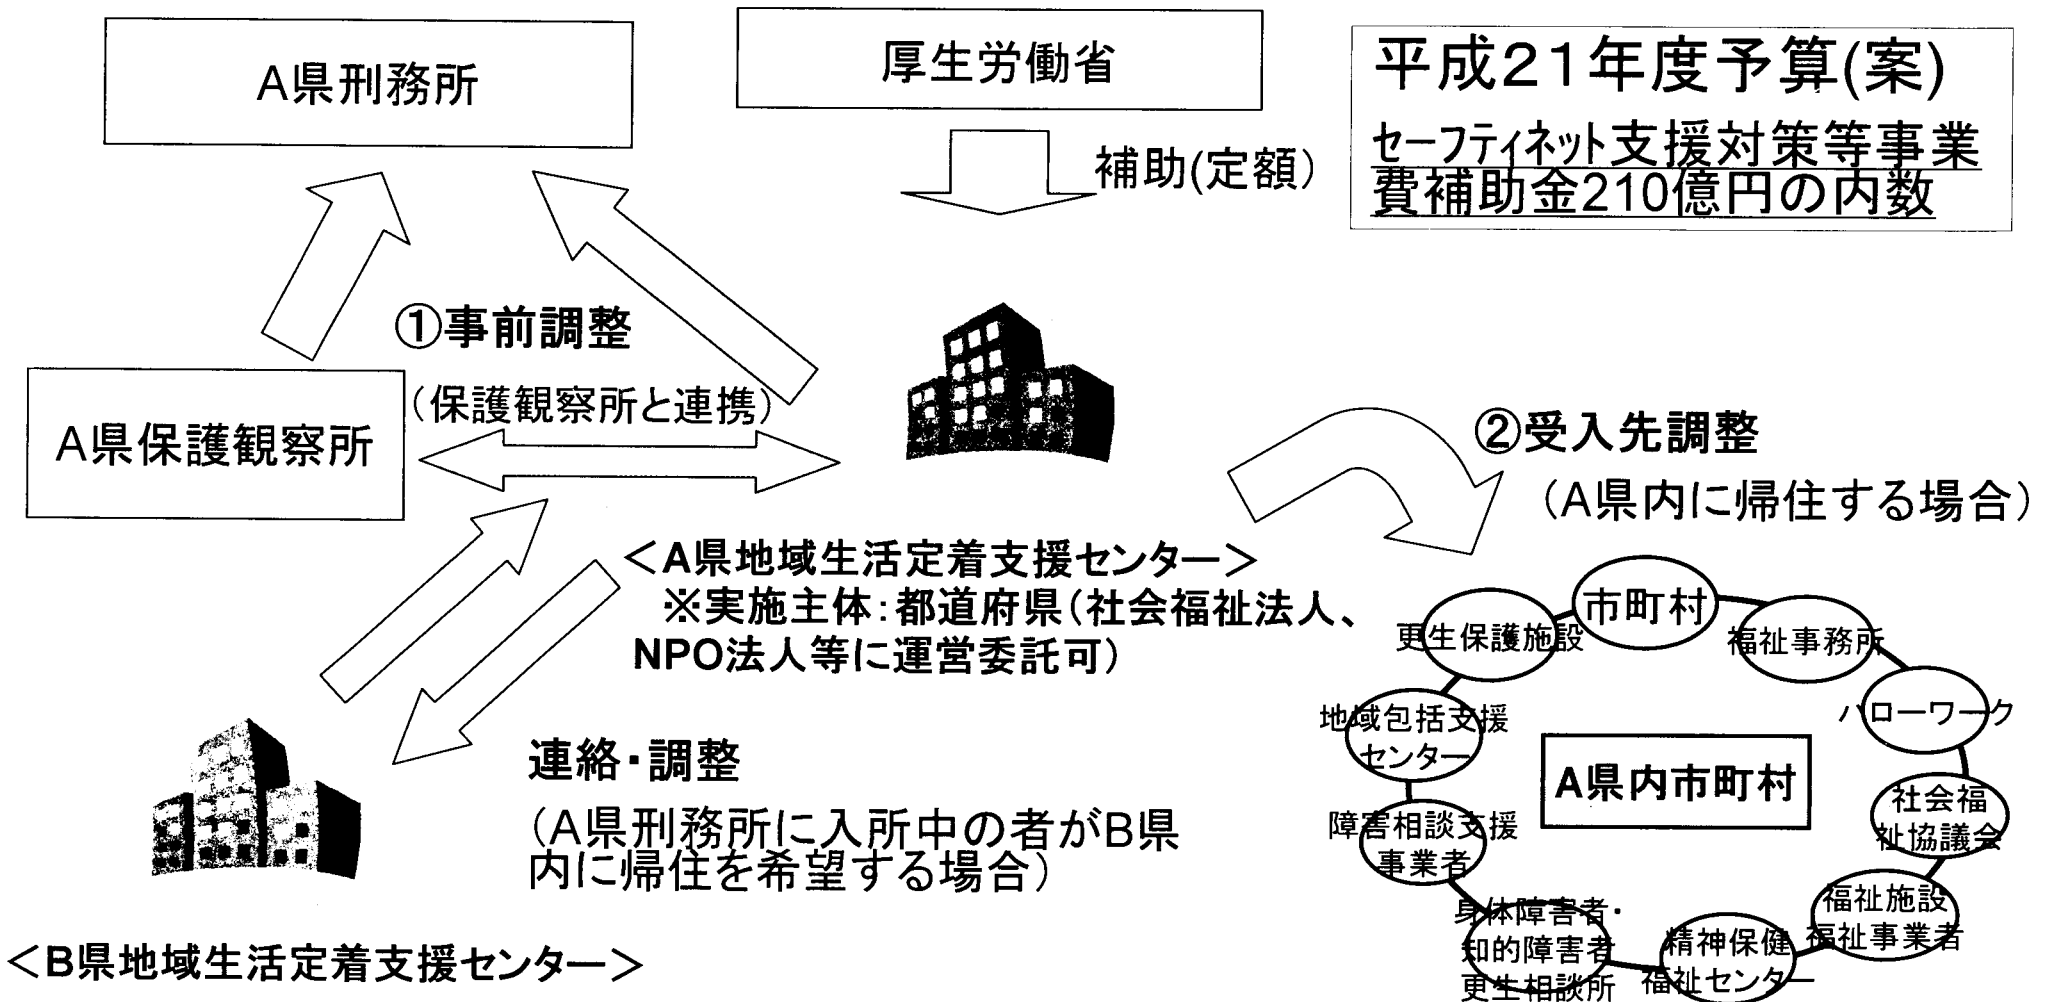 A県刑務所
厚生労働省
平成21年度予算(案)
セーフティネット支援対策等事業
費補助金210億円の内数
補助(定額)
①事前調整
(保護観察所と連携)
A県保護観察所
②受入先調整
(A県内に帰住する場合)
<A県地域生活定着支援センター>
※実施主体:都道府県(社会福祉法人、
NPO法人等に運営委託可)
連絡・調整
(A県刑務所に入所中の者がB県
内に帰住を希望する場合)
<B県地域生活定着支援センター>
市町村
更生保護施設
福祉事務所
地域包括支援
センター
ハローワーク
A県内市町村
障害相談支援
事業者
社会福
祉協議会
身体障害者・
知的障害者
更生相談所
精神保健
福祉センター
福祉施設
福祉事業者